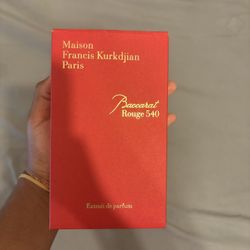 Maison
Francis Kurkdjian
Paris
Baccarat
Rouge 540
Extrait de parfum